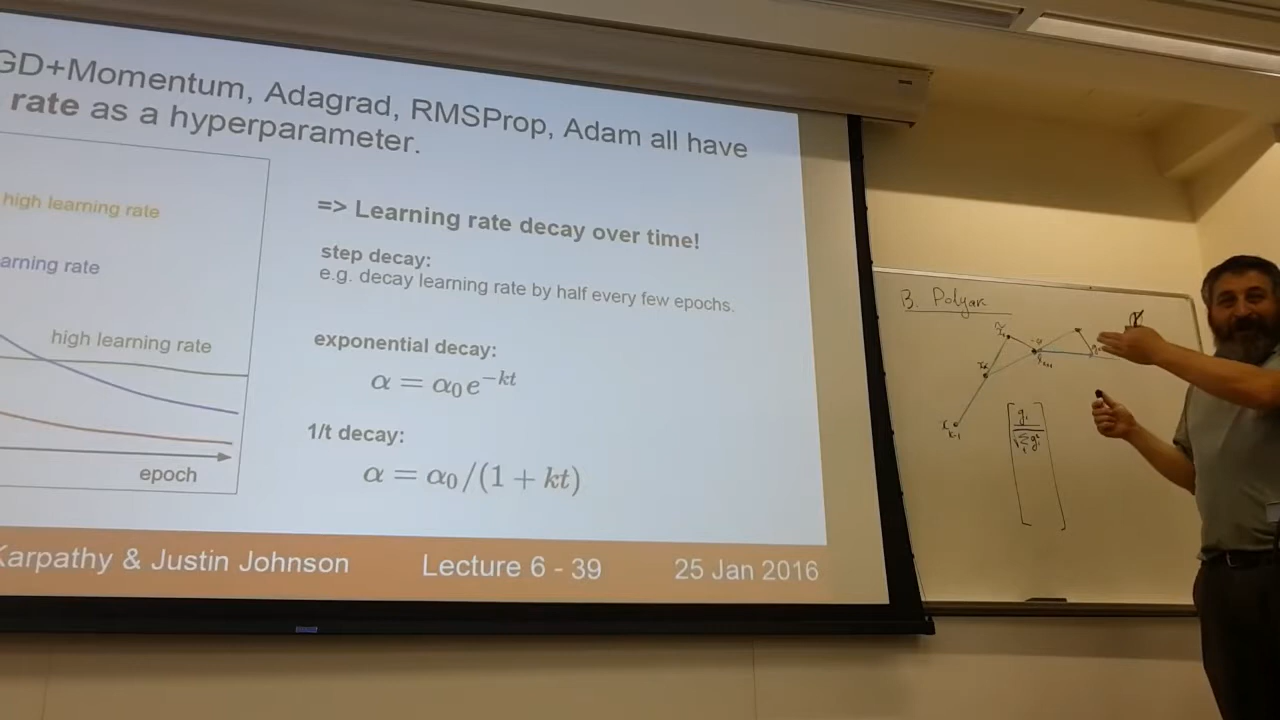 GD+Momentum, Adagrad, RMSProp, Adam all have
rate as a hyperparameter.
high learning rate
arning rate
high learning rate
epoch
=> Learning rate decay over time!
step decay:
e.g. decay learning rate by half every few epochs.
exponential decay:
α = α₀e^{−kt}
1/t decay:
α = α₀/(1 + kt)
Karpathy & Justin Johnson
Lecture 6 - 39
25 Jan 2016
B. Polyak
x_{k-1}